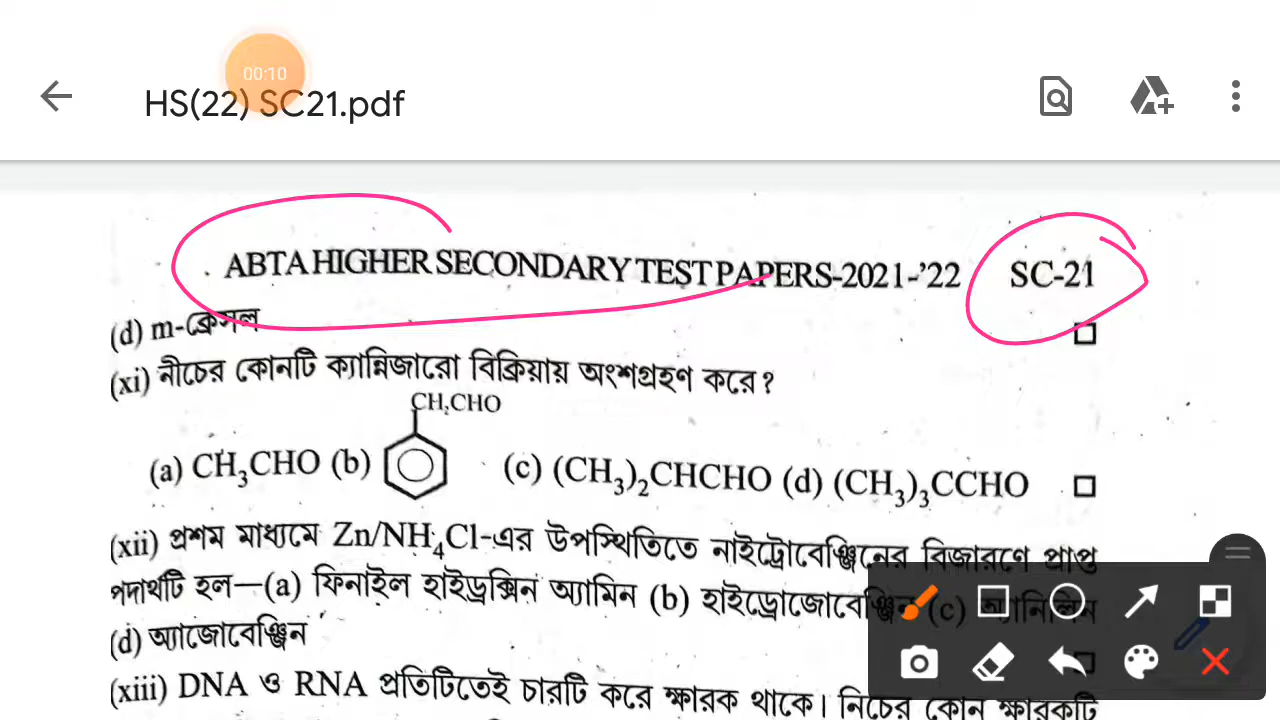 00:10
HS(22) SC21.pdf
ABTA HIGHER SECONDARY TEST PAPERS-2021-'22 SC-21
(d) m-ক্রেসল
(xi) নীচের কোনটি ক্যান্নিজারো বিক্রিয়ায় অংশগ্রহণ করে ?
CH₂CHO
(a) CH₃CHO (b) (c) (CH₃)₂CHCHO (d) (CH₃)₃CCHO
(xii) প্রশম মাধ্যমে Zn/NH₄Cl-এর উপস্থিতিতে নাইট্রোবেঞ্জিনের বিজারণে প্রাপ্ত
পদার্থটি হল—(a) ফিনাইল হাইড্রক্সিন অ্যামিন (b) হাইড্রোজোবেঞ্জিন (c) অ্যানিলিন
(d) অ্যাজোবেঞ্জিন
(xiii) DNA ও RNA প্রতিটিতেই চারটি করে ক্ষারক থাকে। নিচের কোন ক্ষারকটি